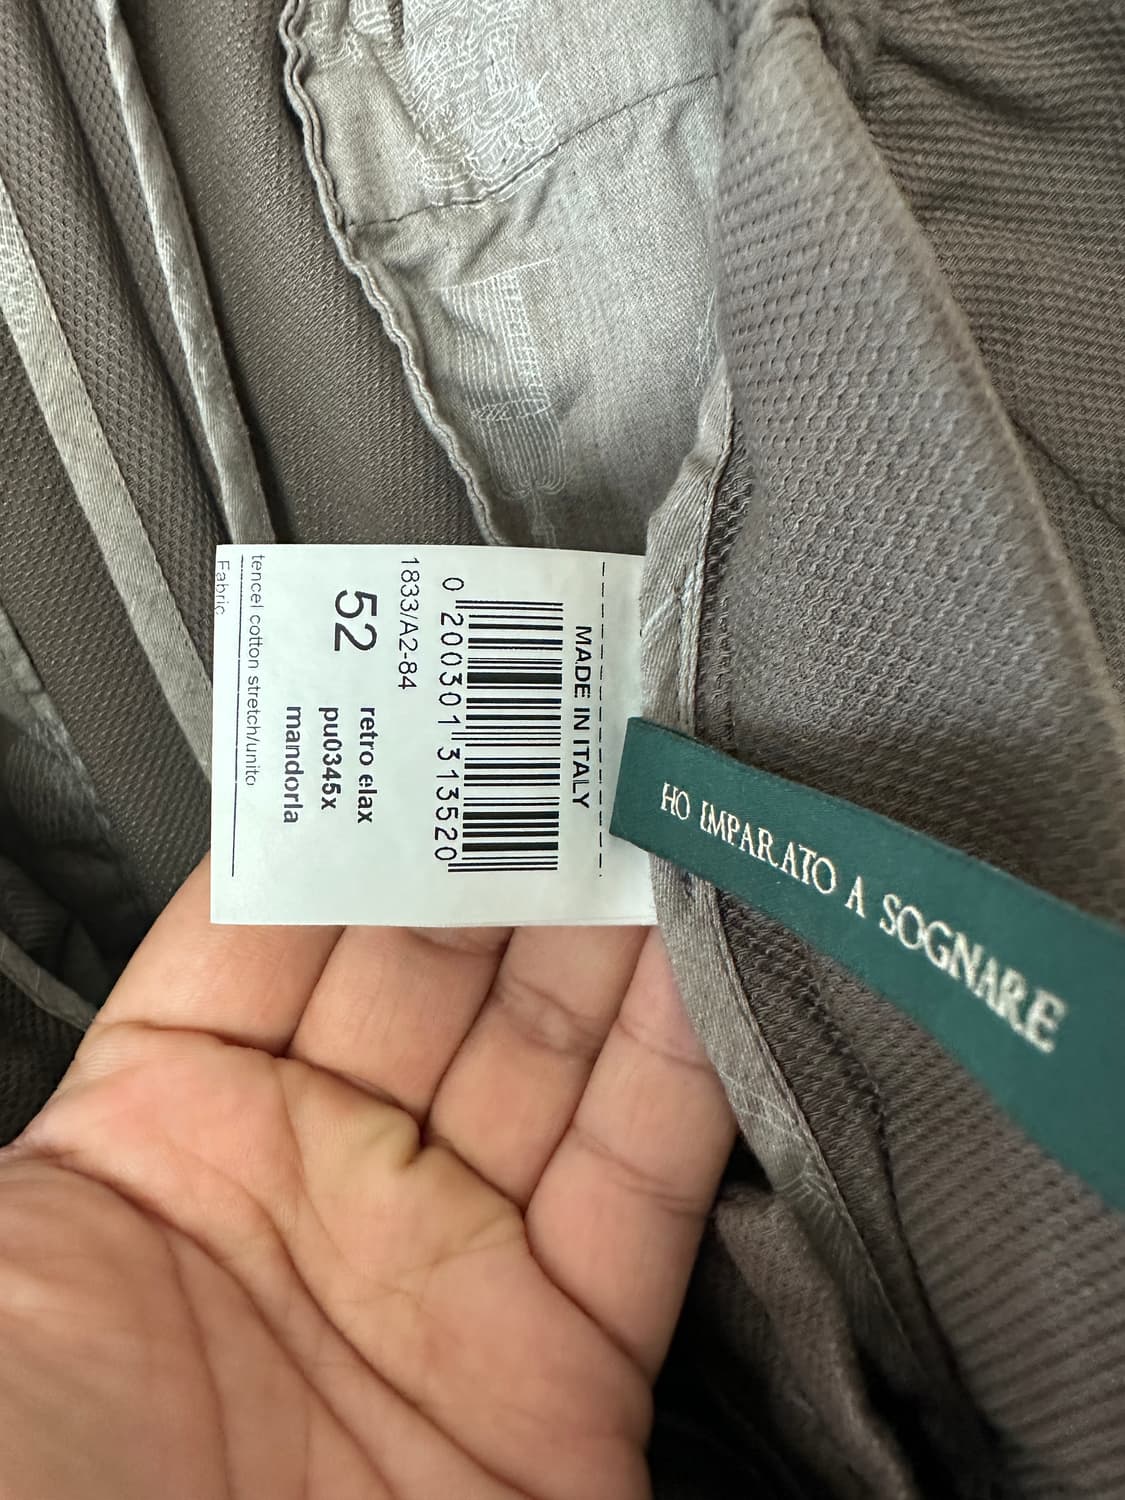 MADE IN ITALY
0 200301 313520
1833/A2-84
52
retro elax
pu0345x
mandorla
tencel cotton stretch/unito
Fabric
HO IMPARATO A SOGNARE